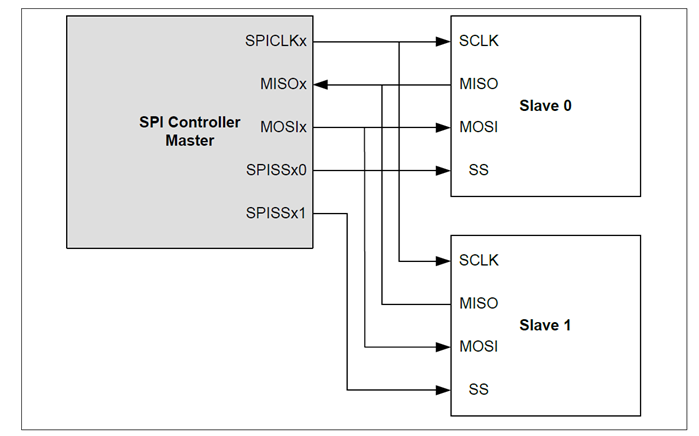 SPICLKx
MISOx
MOSIx
SPISSx0
SPISSx1
SPI Controller
Master
SCLK
MISO
MOSI
SS
Slave 0
SCLK
MISO
MOSI
SS
Slave 1